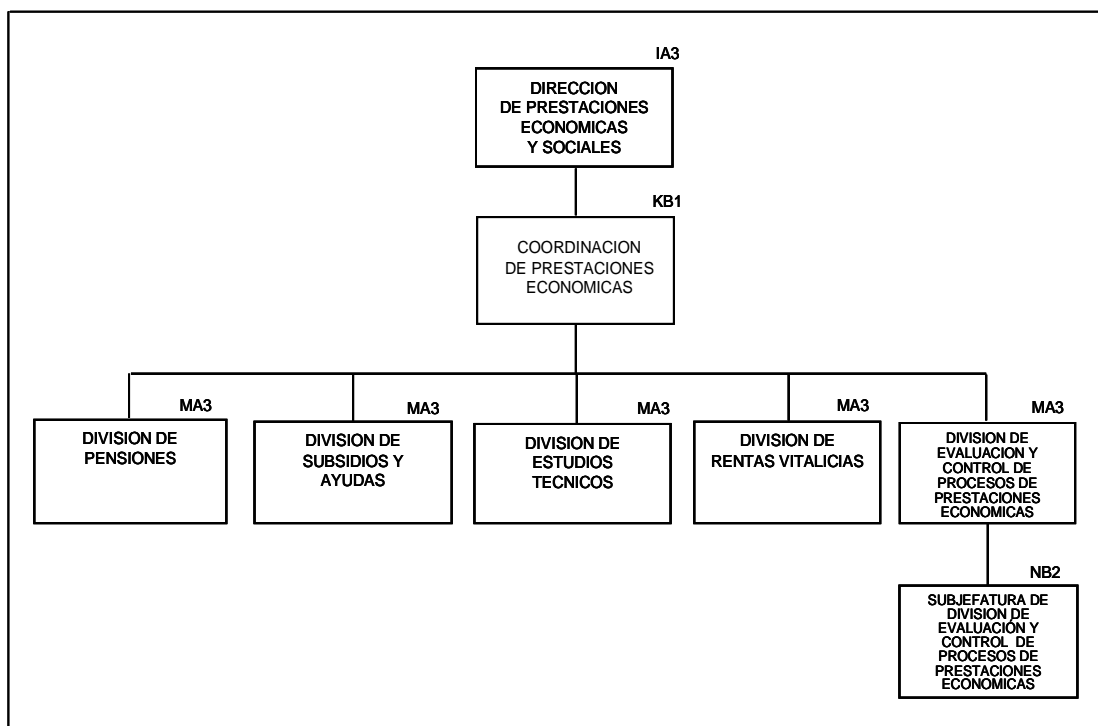 IA3
DIRECCION
DE PRESTACIONES
ECONOMICAS
Y SOCIALES
KB1
COORDINACION
DE PRESTACIONES
ECONOMICAS
MA3
DIVISION DE
PENSIONES
MA3
DIVISION DE
SUBSIDIOS Y
AYUDAS
MA3
DIVISION DE
ESTUDIOS
TECNICOS
MA3
DIVISION DE
RENTAS VITALICIAS
MA3
DIVISION DE
EVALUACION Y
CONTROL DE
PROCESOS DE
PRESTACIONES
ECONOMICAS
NB2
SUBJEFATURA DE
DIVISION DE
EVALUACIÓN Y
CONTROL DE
PROCESOS DE
PRESTACIONES
ECONOMICAS